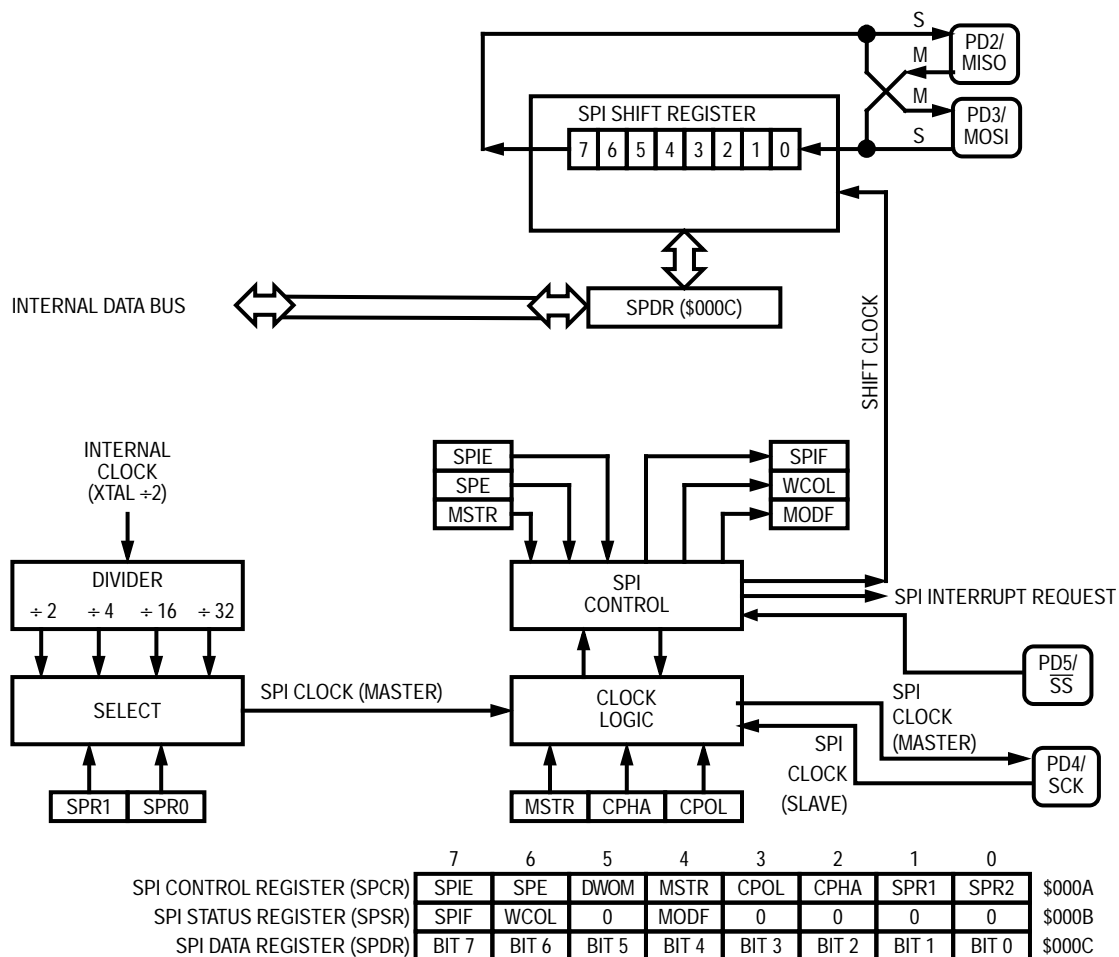 S
PD2/
MISO
M
M
PD3/
MOSI
S
SPI SHIFT REGISTER
7 6 5 4 3 2 1 0
INTERNAL DATA BUS
SPDR ($000C)
SHIFT CLOCK
INTERNAL
CLOCK
(XTAL ÷2)
SPIE
SPE
MSTR
SPIF
WCOL
MODF
DIVIDER
÷ 2 ÷ 4 ÷ 16 ÷ 32
SPI
CONTROL
SPI INTERRUPT REQUEST
PD5/
SS
SELECT
SPI CLOCK (MASTER)
CLOCK
LOGIC
SPI
CLOCK
(MASTER)
SPI
CLOCK
(SLAVE)
PD4/
SCK
SPR1 SPR0
MSTR CPHA CPOL
7 6 5 4 3 2 1 0
SPI CONTROL REGISTER (SPCR) SPIE SPE DWOM MSTR CPOL CPHA SPR1 SPR2 $000A
SPI STATUS REGISTER (SPSR) SPIF WCOL 0 MODF 0 0 0 0 $000B
SPI DATA REGISTER (SPDR) BIT 7 BIT 6 BIT 5 BIT 4 BIT 3 BIT 2 BIT 1 BIT 0 $000C